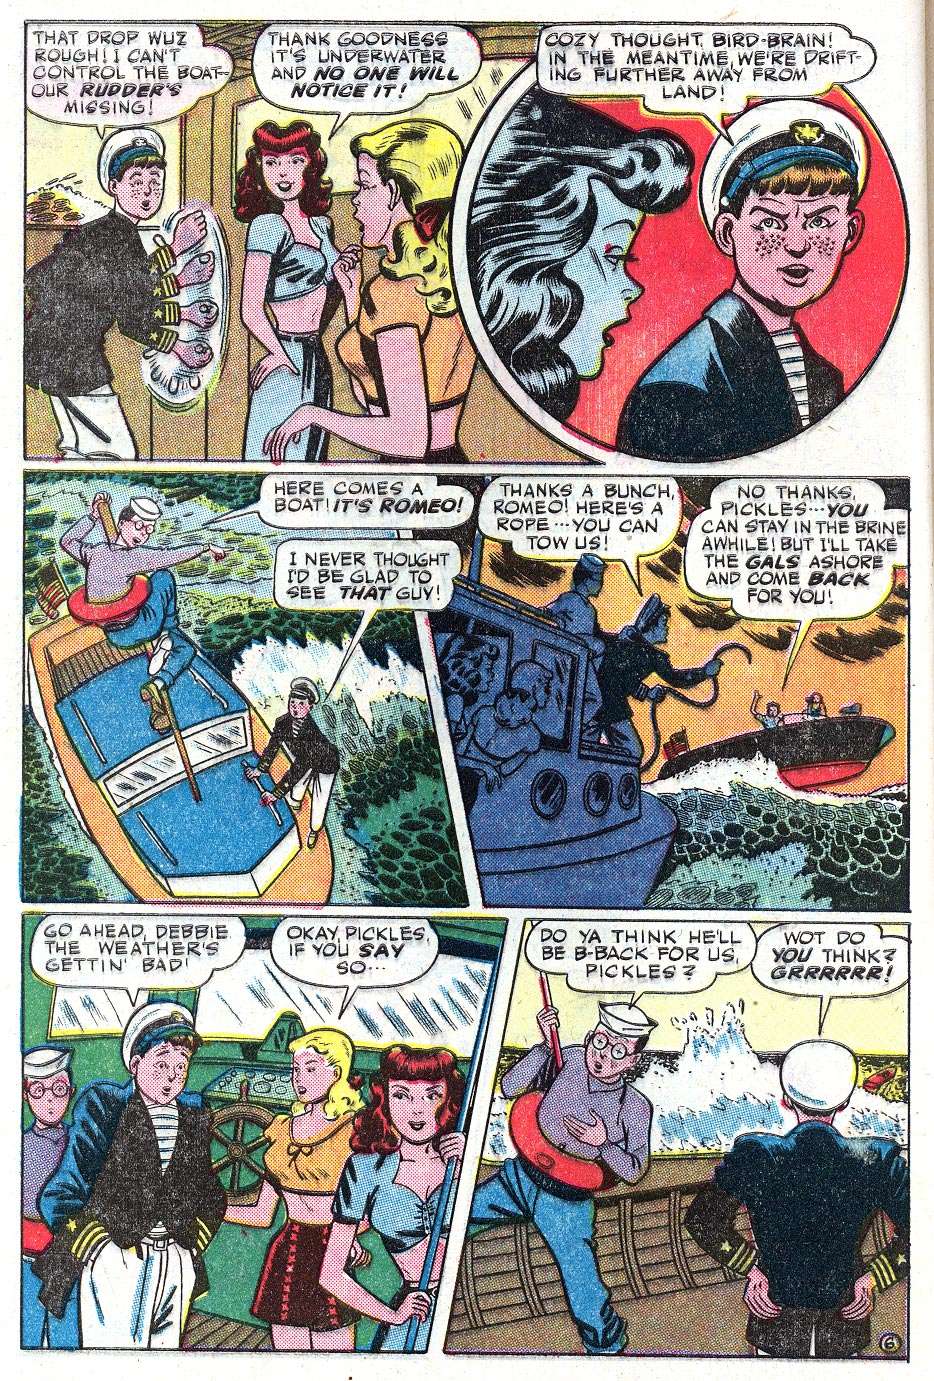 THAT DROP WUZ
ROUGH! I CAN'T
CONTROL THE BOAT--
OUR RUDDER'S
MISSING!
THANK GOODNESS
IT'S UNDERWATER
AND NO ONE WILL
NOTICE IT!
COZY THOUGHT, BIRD-BRAIN!
IN THE MEANTIME, WE'RE DRIFT-
ING FURTHER AWAY FROM
LAND!
HERE COMES A
BOAT! IT'S ROMEO!
I NEVER THOUGHT
I'D BE GLAD TO
SEE THAT GUY!
THANKS A BUNCH,
ROMEO! HERE'S A
ROPE---YOU CAN
TOW US!
NO THANKS,
PICKLES---YOU
CAN STAY IN THE BRINE
AWHILE! BUT I'LL TAKE
THE GALS ASHORE
AND COME BACK
FOR YOU!
GO AHEAD, DEBBIE
THE WEATHER'S
GETTIN' BAD!
OKAY, PICKLES,
IF YOU SAY
SO---
DO YA THINK HE'LL
BE B-BACK FOR US,
PICKLES?
WOT DO
YOU THINK?
GRRRRRR!
6